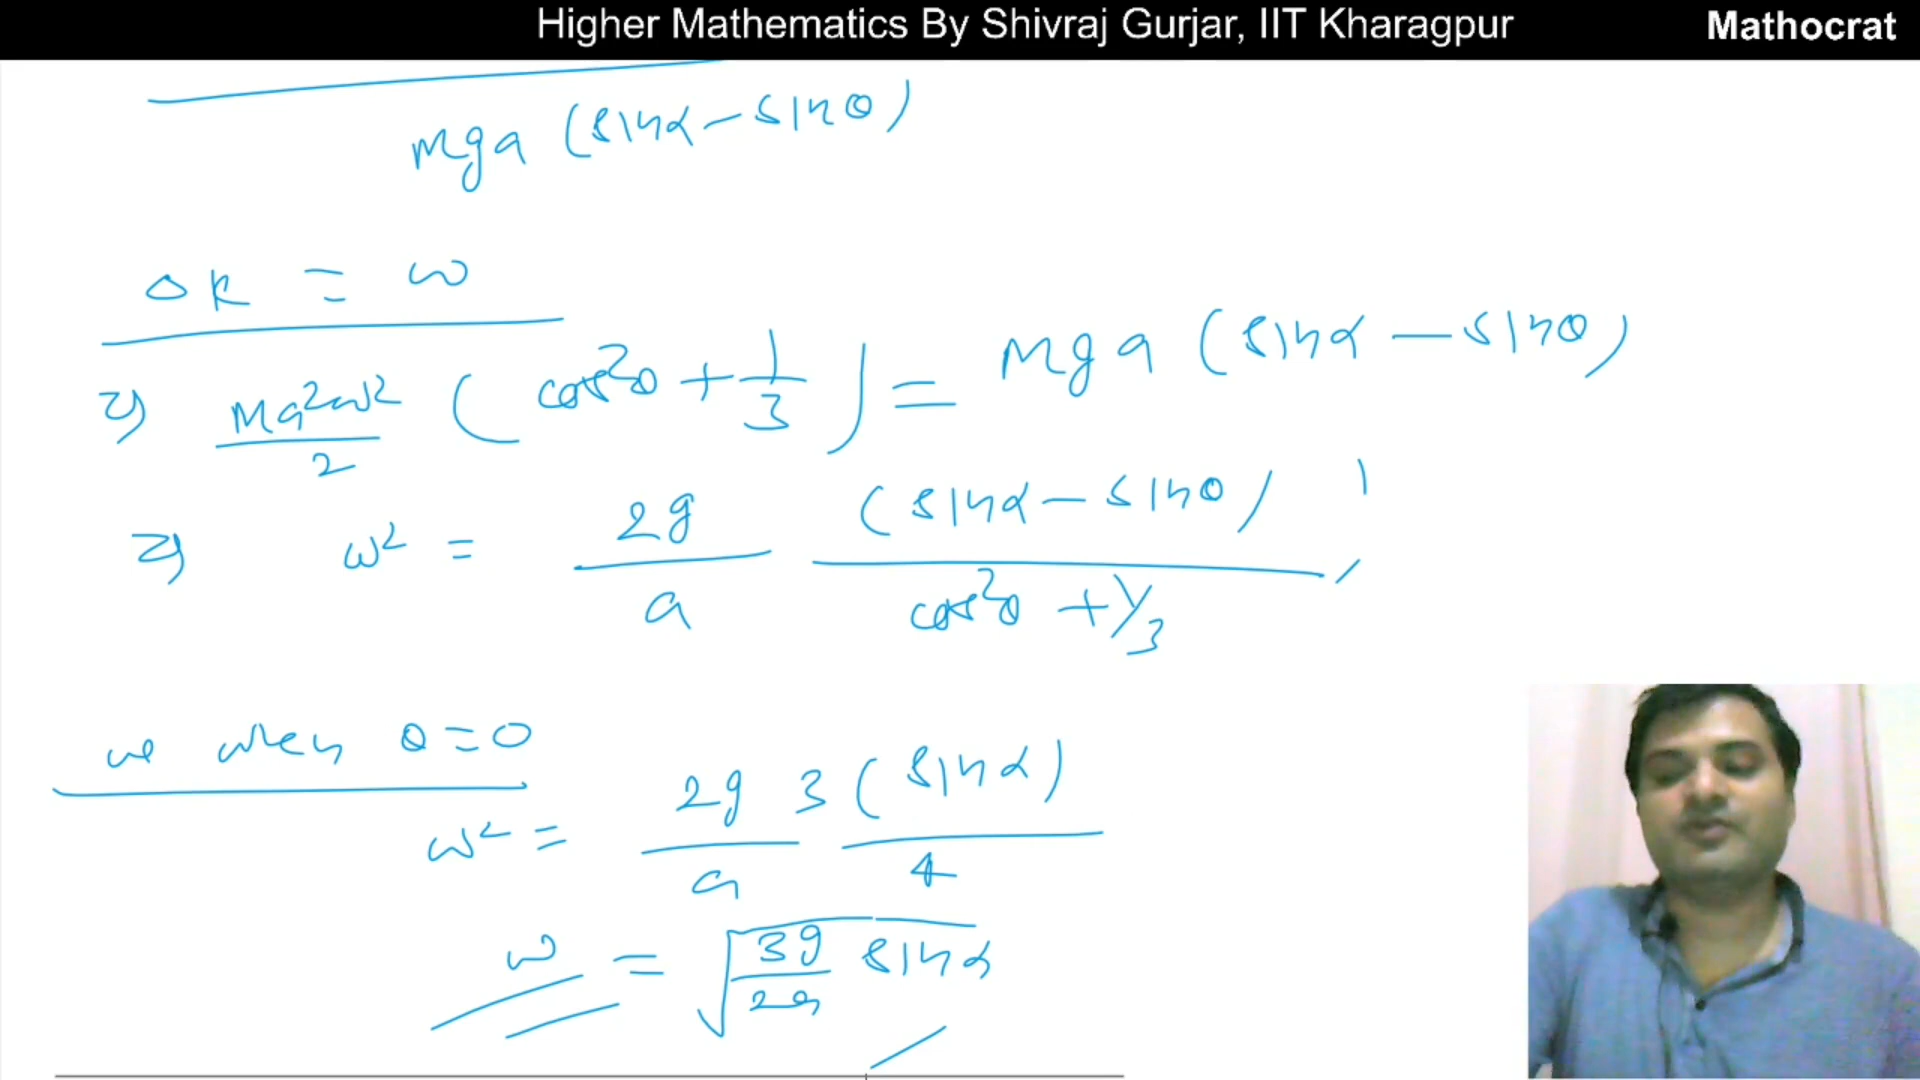 Higher Mathematics By Shivraj Gurjar, IIT Kharagpur
Mathocrat
Mga (sinα - sinθ)
ΔK = W
⇒ Ma²ω²/2 ( cos²θ + 1/3 ) = Mga (sinα - sinθ)
⇒ ω² = 2g/a (sinα - sinθ)/(cos²θ + 1/3)
when θ = 0
ω² = 2g/a 3(sinα)/4
ω = √(3g/2a sinα)